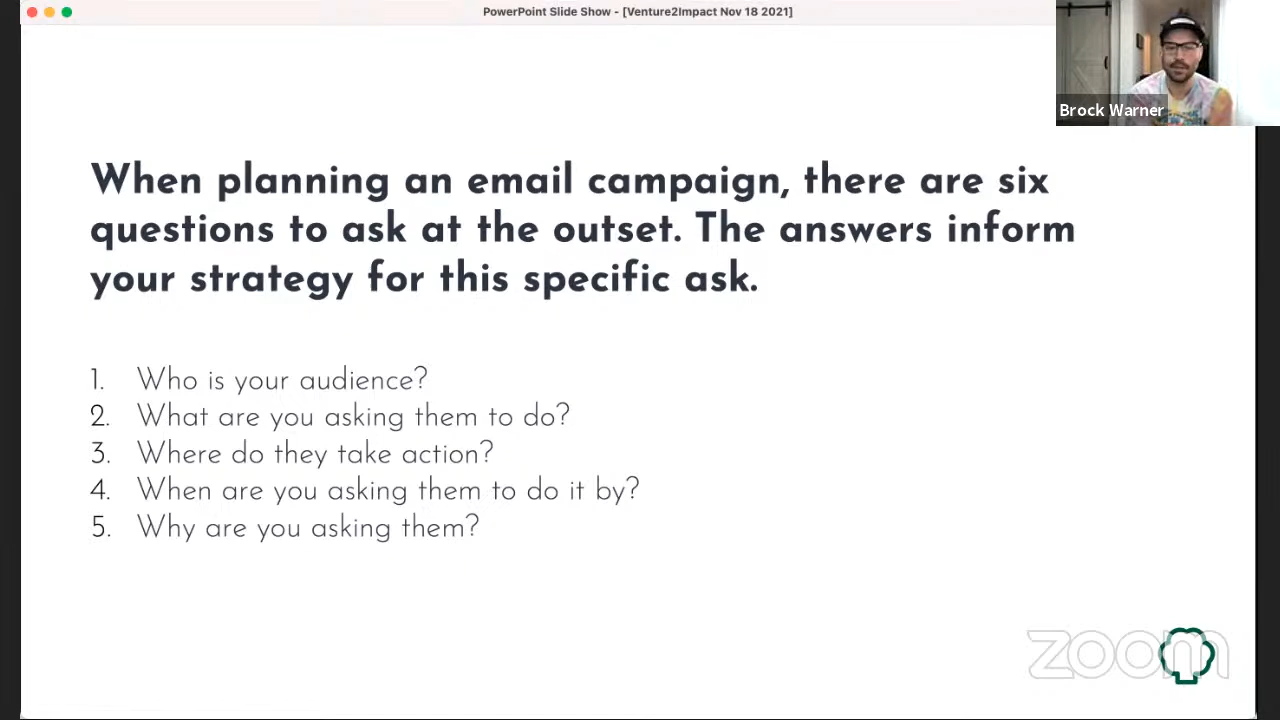 PowerPoint Slide Show - [Venture2Impact Nov 18 2021]
Brock Warner
When planning an email campaign, there are six
questions to ask at the outset. The answers inform
your strategy for this specific ask.
1. Who is your audience?
2. What are you asking them to do?
3. Where do they take action?
4. When are you asking them to do it by?
5. Why are you asking them?
zoom